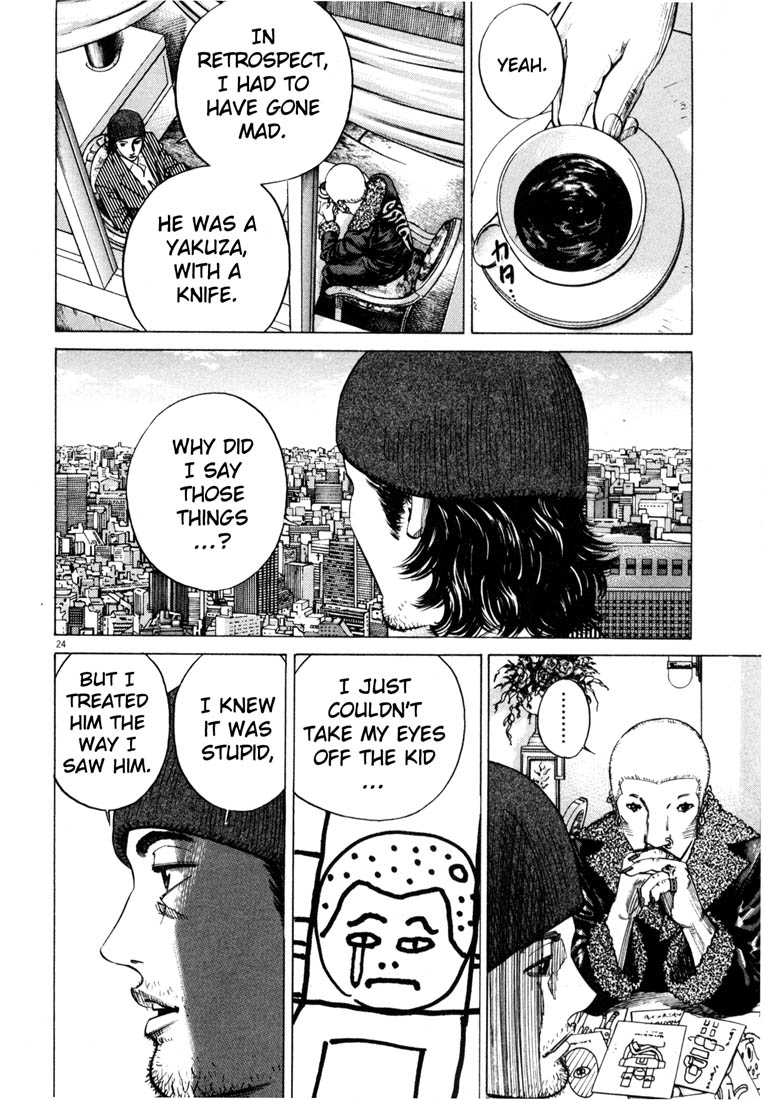 YEAH.
カタ…
IN
RETROSPECT,
I HAD TO
HAVE GONE
MAD.
HE WAS A
YAKUZA,
WITH A
KNIFE.
WHY DID
I SAY
THOSE
THINGS
...?
24
.........
I JUST
COULDN'T
TAKE MY EYES
OFF THE KID
...
I KNEW
IT WAS
STUPID,
BUT I
TREATED
HIM THE
WAY I
SAW HIM.